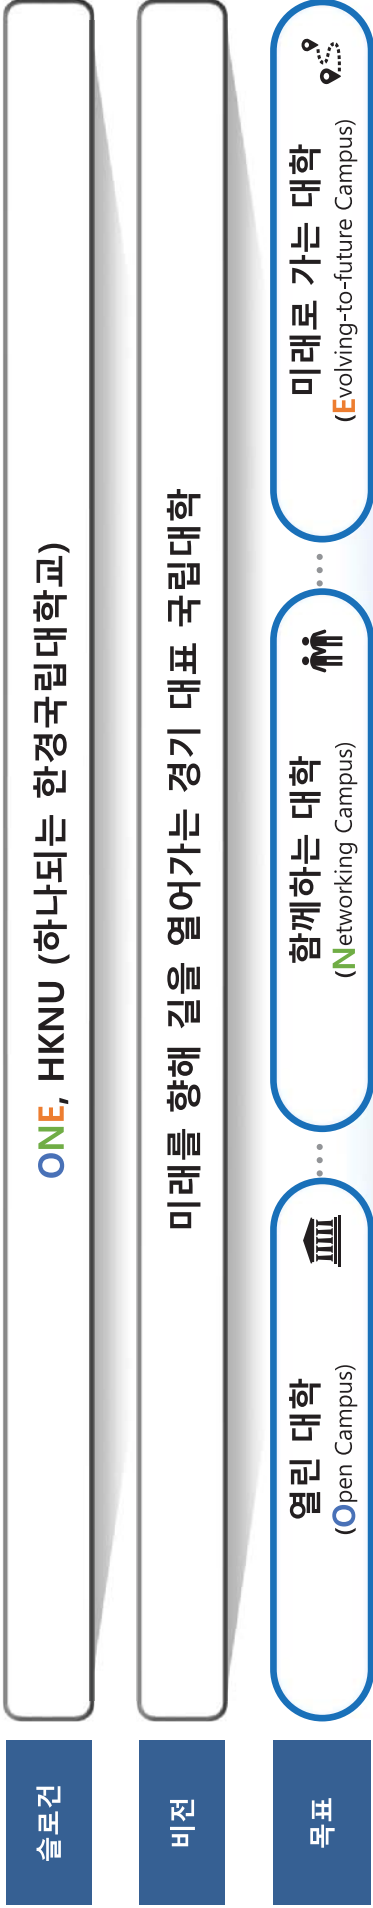 슬로건
ONE, HKNU (하나되는 한경국립대학교)
비전
미래를 향해 길을 열어가는 경기 대표 국립대학
목표
열린 대학
(Open Campus)
함께하는 대학
(Networking Campus)
미래로 가는 대학
(Evolving-to-future Campus)